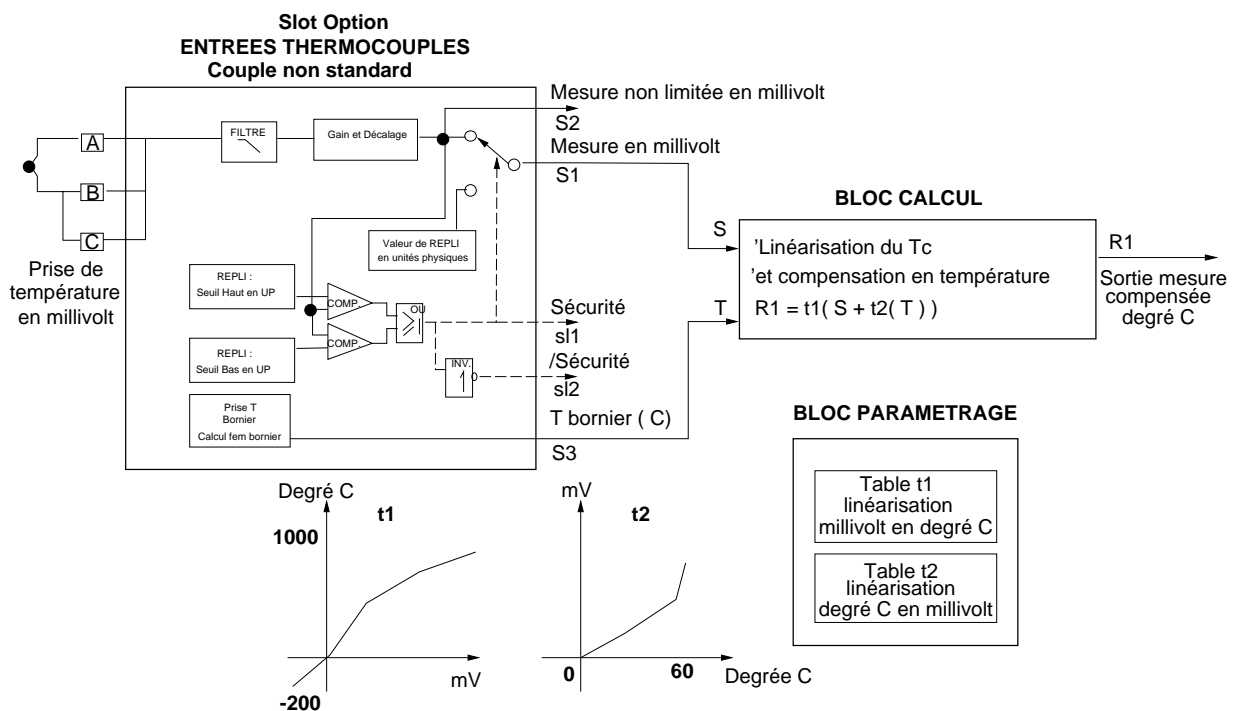 Slot Option
ENTREES THERMOCOUPLES
Couple non standard
A
B
C
Prise de
température
en millivolt
FILTRE
Gain et Décalage
Mesure non limitée en millivolt
S2
Mesure en millivolt
S1
Valeur de REPLI
en unités physiques
REPLI :
Seuil Haut en UP
COMP.
OU
REPLI :
Seuil Bas en UP
COMP.
INV.
1
Sécurité
sl1
/Sécurité
sl2
Prise T
Bornier
Calcul fem bornier
T bornier ( C)
S3
BLOC CALCUL
S
T
'Linéarisation du Tc
'et compensation en température
R1 = t1( S + t2( T ) )
R1
Sortie mesure
compensée
degré C
BLOC PARAMETRAGE
Table t1
linéarisation
millivolt en degré C
Table t2
linéarisation
degré C en millivolt
Degré C
t1
1000
mV
-200
mV
t2
0
60
Degrée C